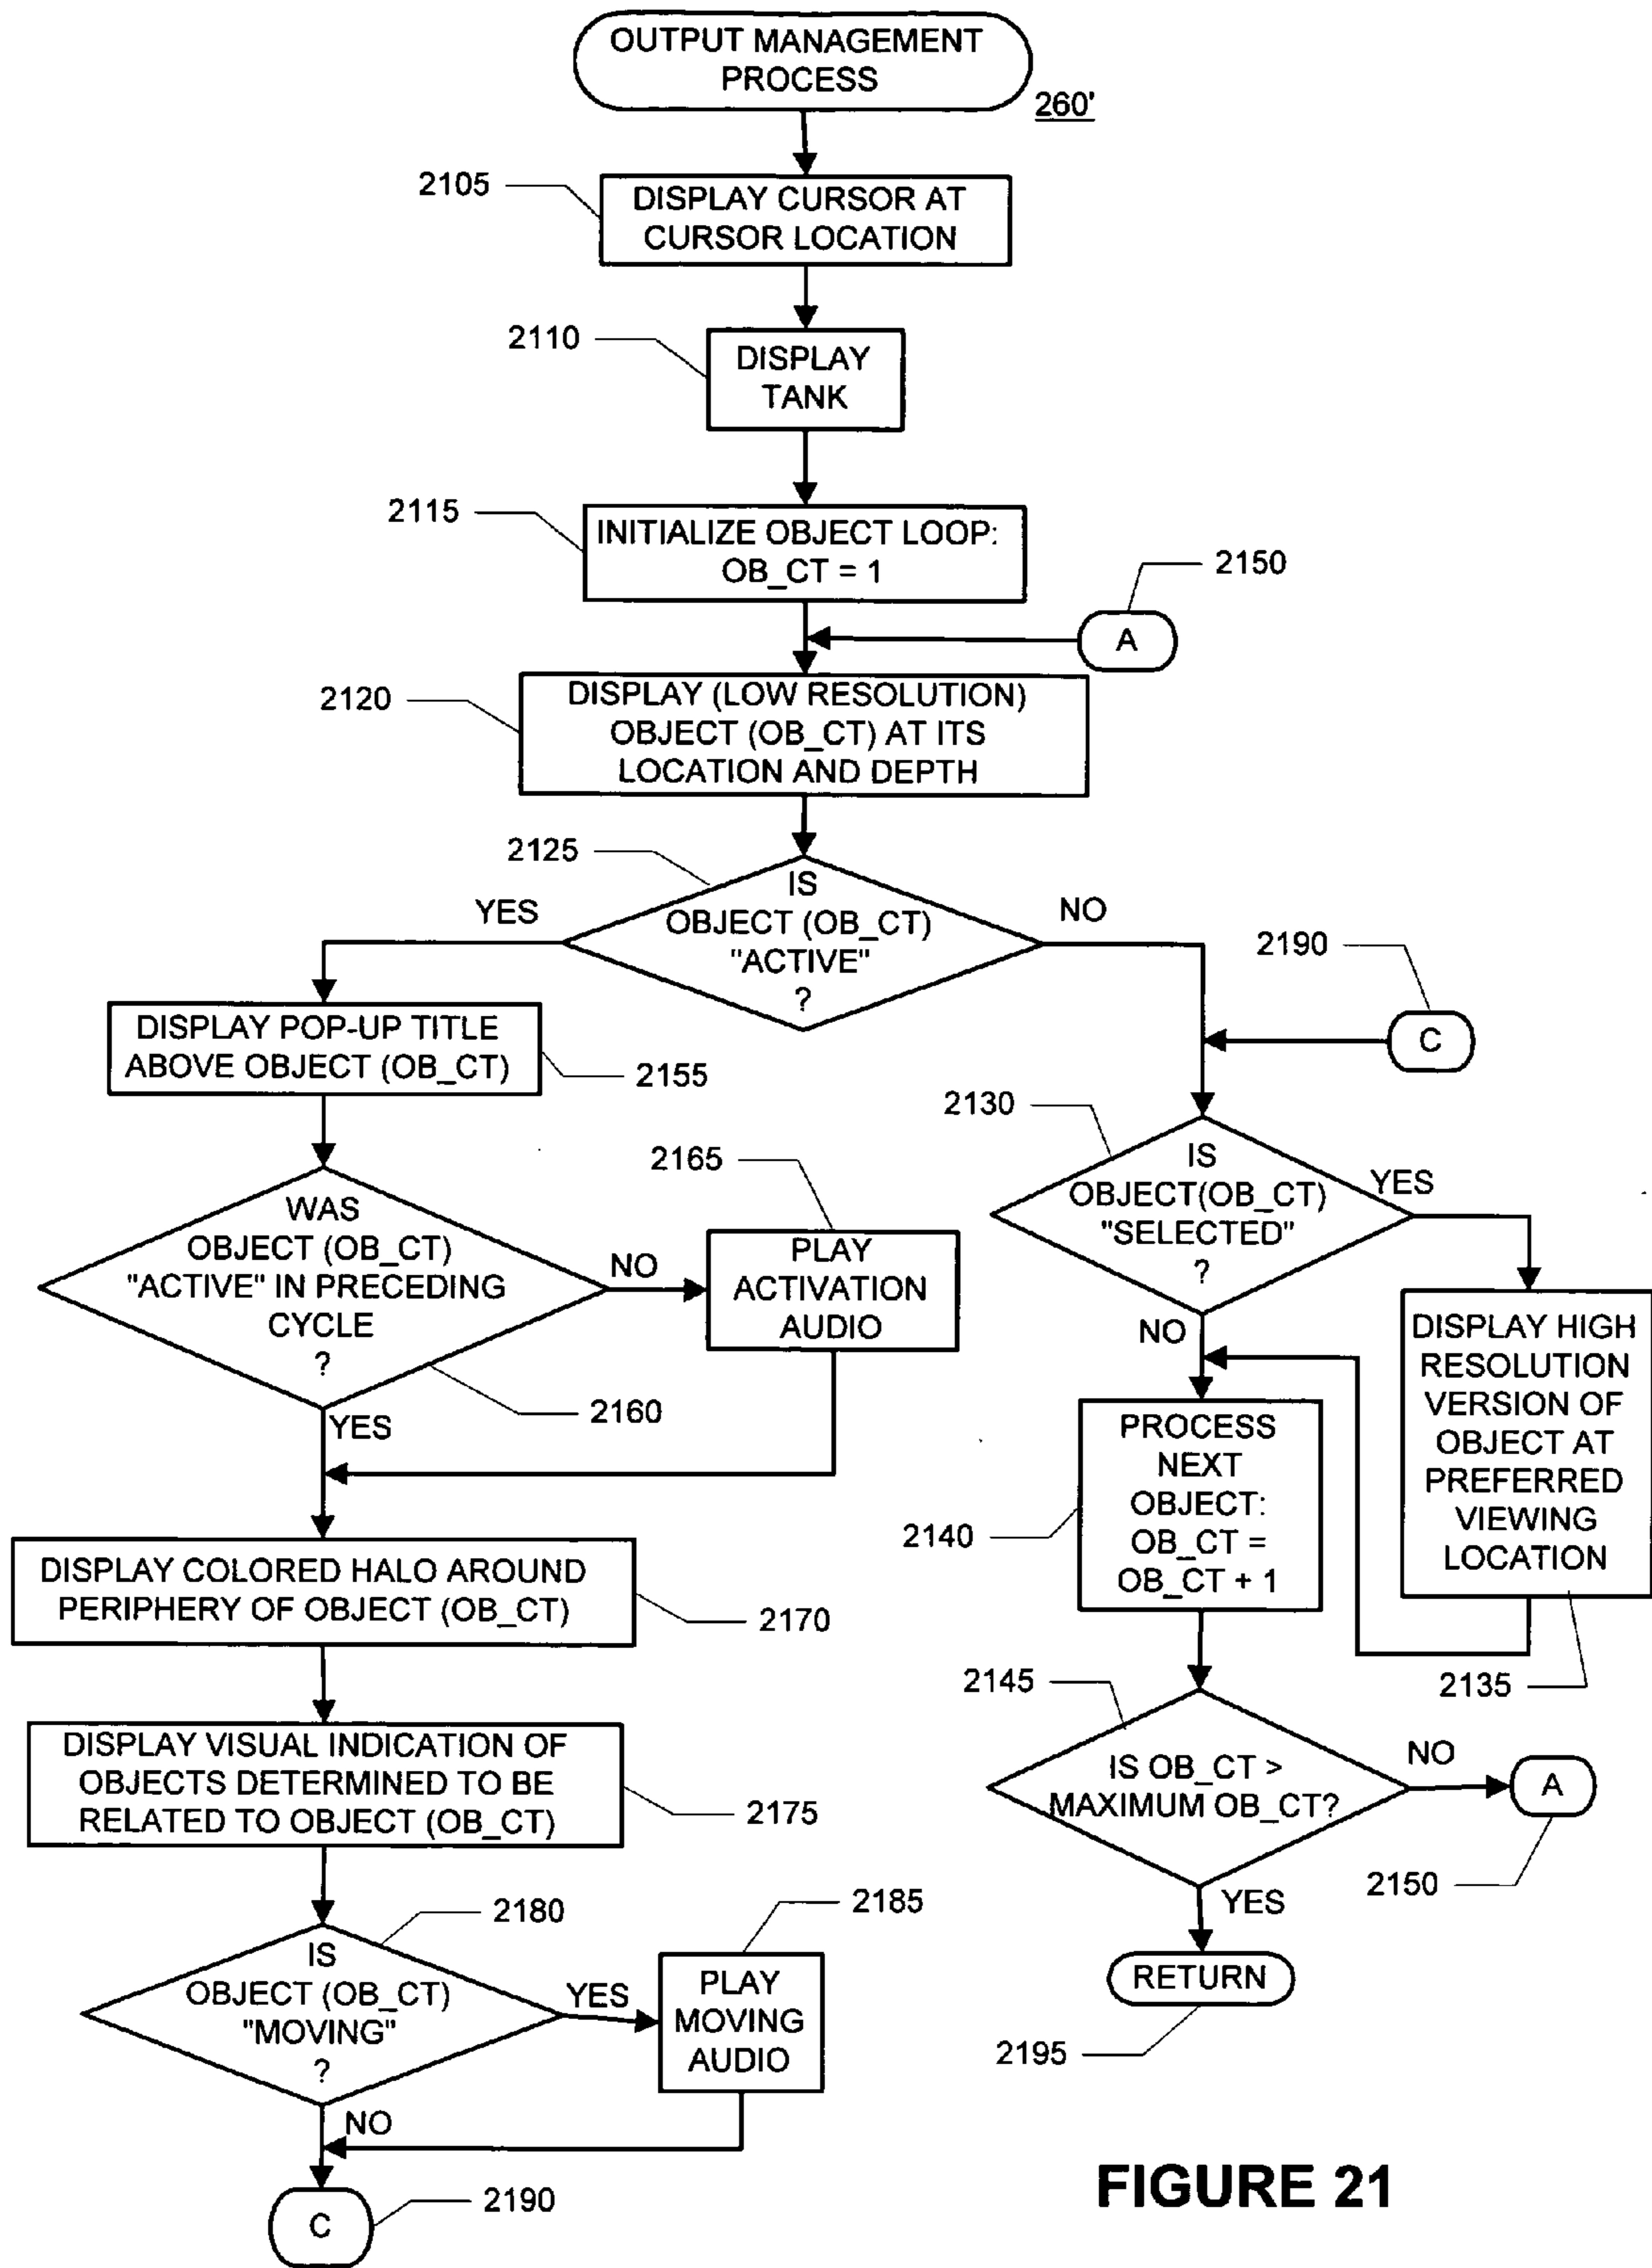 OUTPUT MANAGEMENT
PROCESS
260'
2105
DISPLAY CURSOR AT
CURSOR LOCATION
2110
DISPLAY
TANK
2115
INITIALIZE OBJECT LOOP:
OB_CT = 1
2150
A
2120
DISPLAY (LOW RESOLUTION)
OBJECT (OB_CT) AT ITS
LOCATION AND DEPTH
2125
IS
OBJECT (OB_CT)
"ACTIVE"
?
YES
NO
2190
C
DISPLAY POP-UP TITLE
ABOVE OBJECT (OB_CT)
2155
2130
IS
OBJECT(OB_CT)
"SELECTED"
?
YES
NO
2165
WAS
OBJECT (OB_CT)
"ACTIVE" IN PRECEDING
CYCLE
?
NO
PLAY
ACTIVATION
AUDIO
2160
YES
DISPLAY HIGH
RESOLUTION
VERSION OF
OBJECT AT
PREFERRED
VIEWING
LOCATION
2135
PROCESS
NEXT
OBJECT:
OB_CT =
OB_CT + 1
2140
DISPLAY COLORED HALO AROUND
PERIPHERY OF OBJECT (OB_CT)
2170
2145
IS OB_CT >
MAXIMUM OB_CT?
NO
A
2150
YES
RETURN
2195
DISPLAY VISUAL INDICATION OF
OBJECTS DETERMINED TO BE
RELATED TO OBJECT (OB_CT)
2175
2180
IS
OBJECT (OB_CT)
"MOVING"
?
YES
2185
PLAY
MOVING
AUDIO
NO
C
2190
FIGURE 21